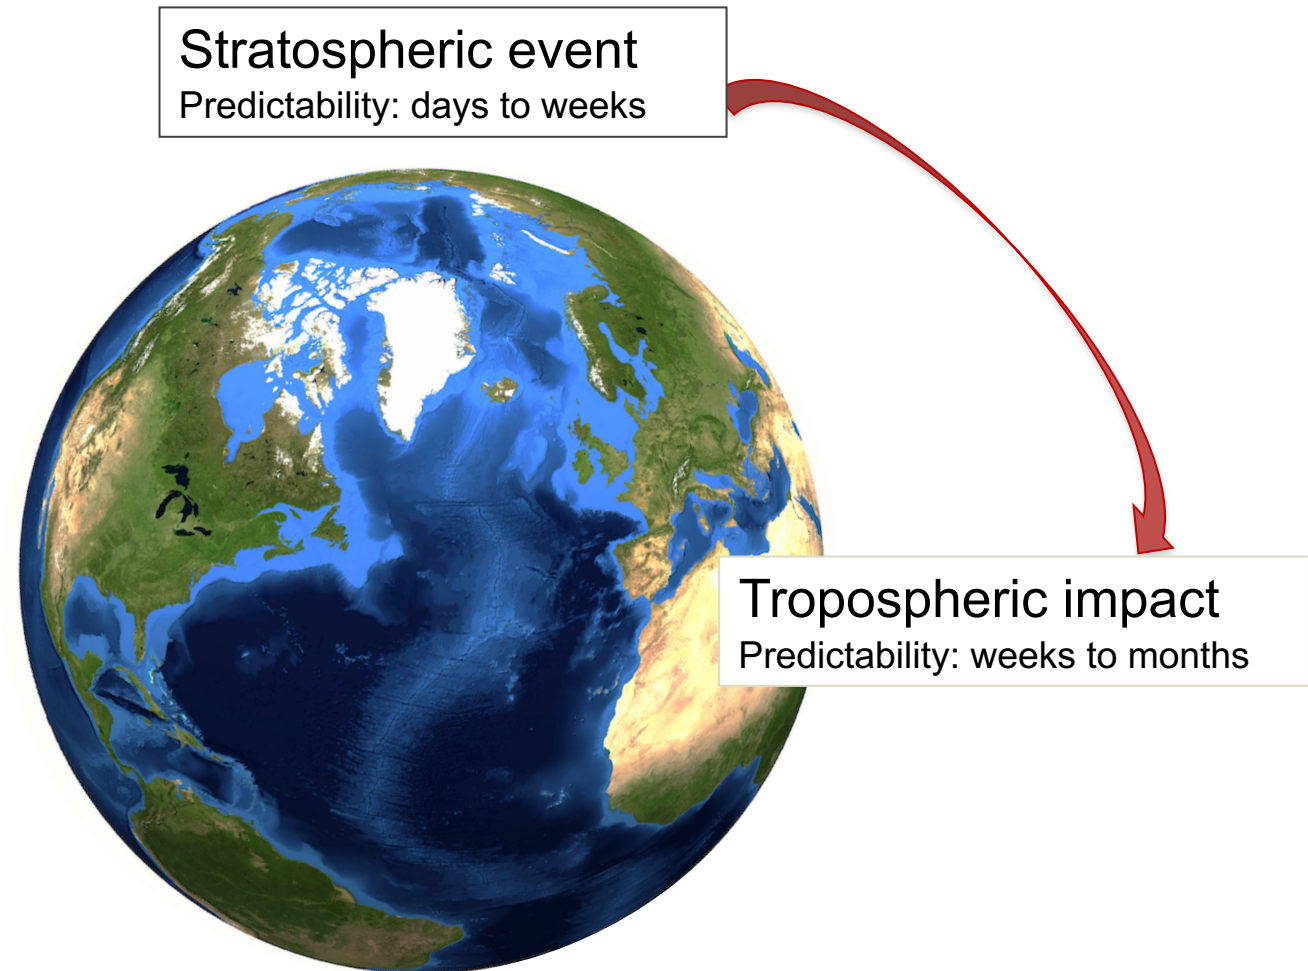 Stratospheric event
Predictability: days to weeks
Tropospheric impact
Predictability: weeks to months